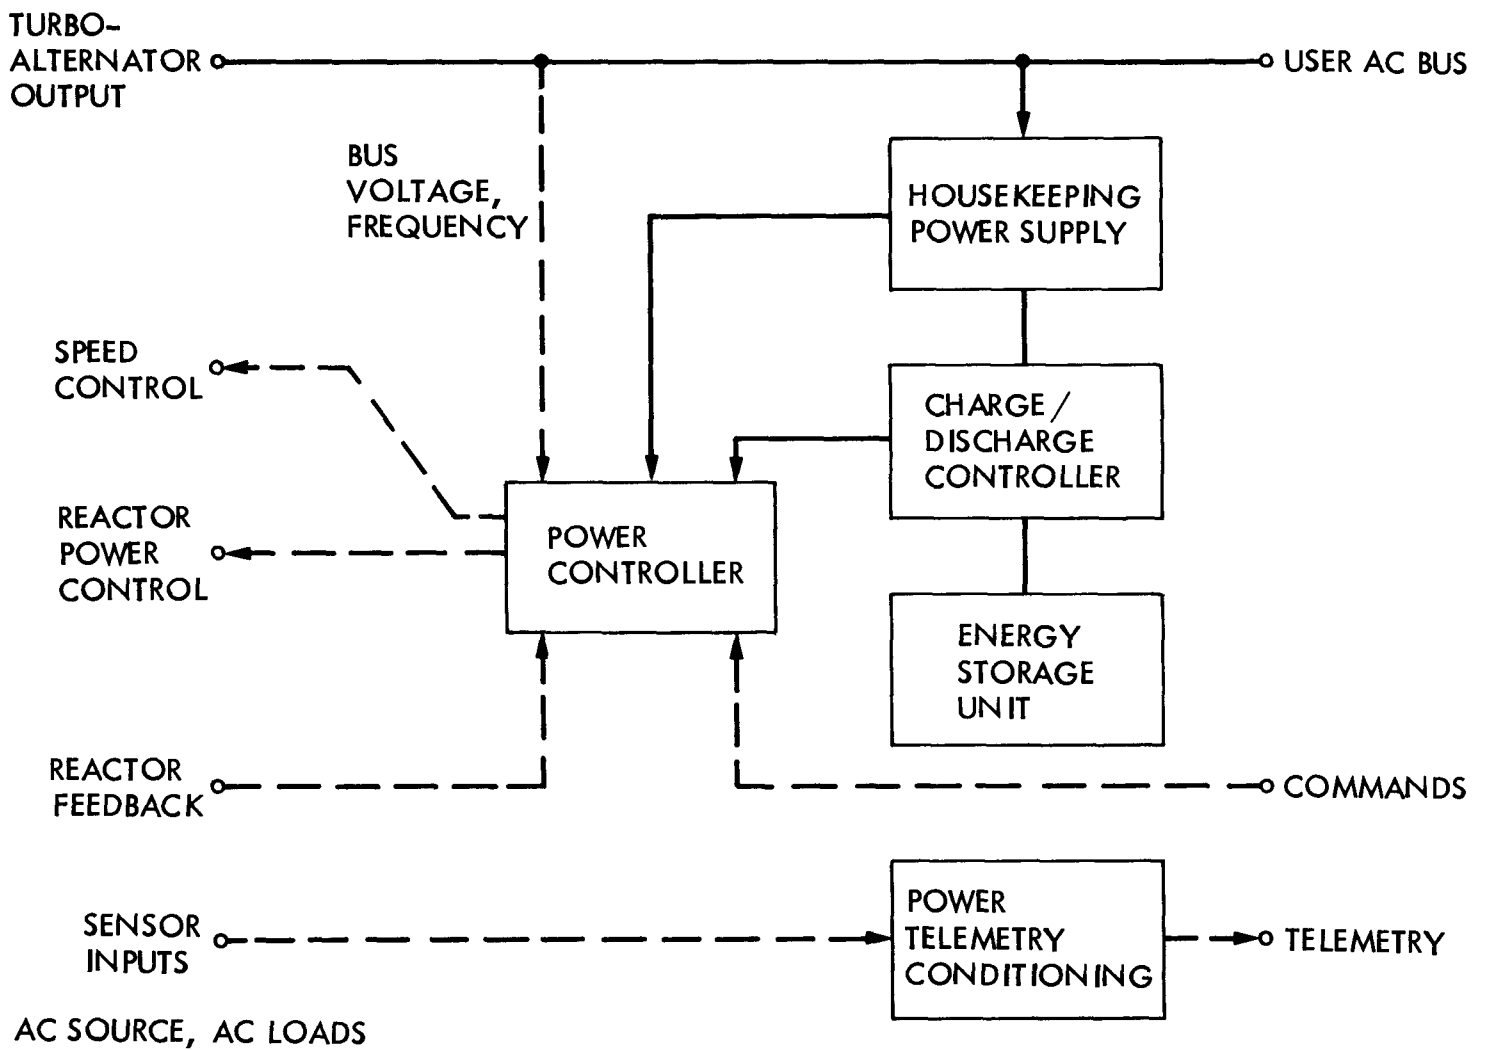 TURBO-
ALTERNATOR
OUTPUT
USER AC BUS
BUS
VOLTAGE,
FREQUENCY
HOUSEKEEPING
POWER SUPPLY
SPEED
CONTROL
CHARGE/
DISCHARGE
CONTROLLER
REACTOR
POWER
CONTROL
POWER
CONTROLLER
ENERGY
STORAGE
UNIT
REACTOR
FEEDBACK
COMMANDS
SENSOR
INPUTS
POWER
TELEMETRY
CONDITIONING
TELEMETRY
AC SOURCE, AC LOADS